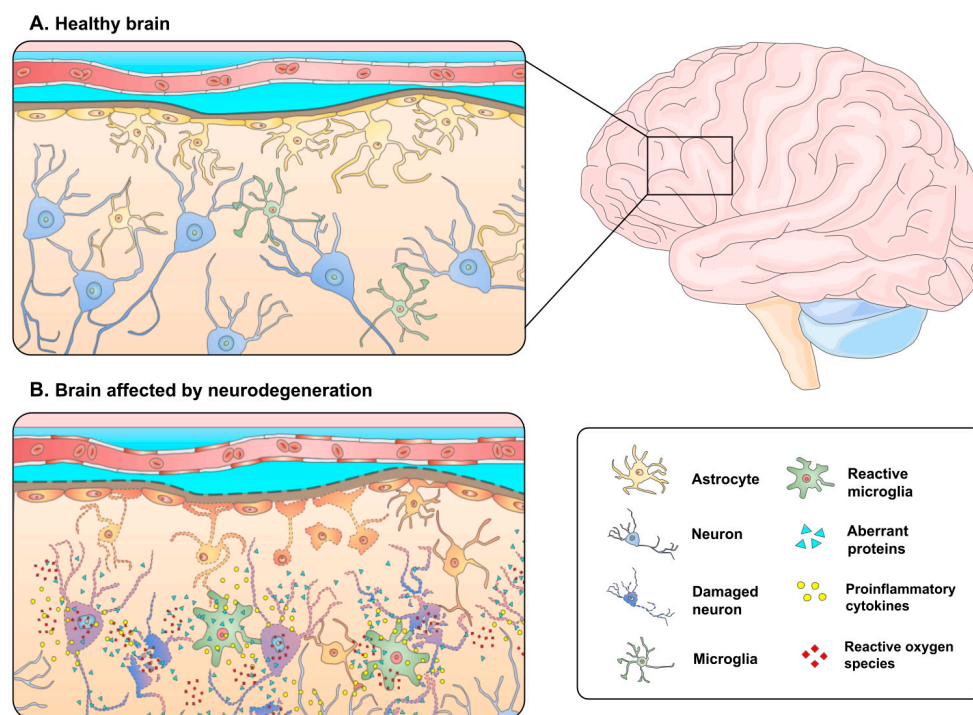 A. Healthy brain
B. Brain affected by neurodegeneration
Astrocyte
Neuron
Damaged
neuron
Microglia
Reactive
microglia
Aberrant
proteins
Proinflammatory
cytokines
Reactive oxygen
species